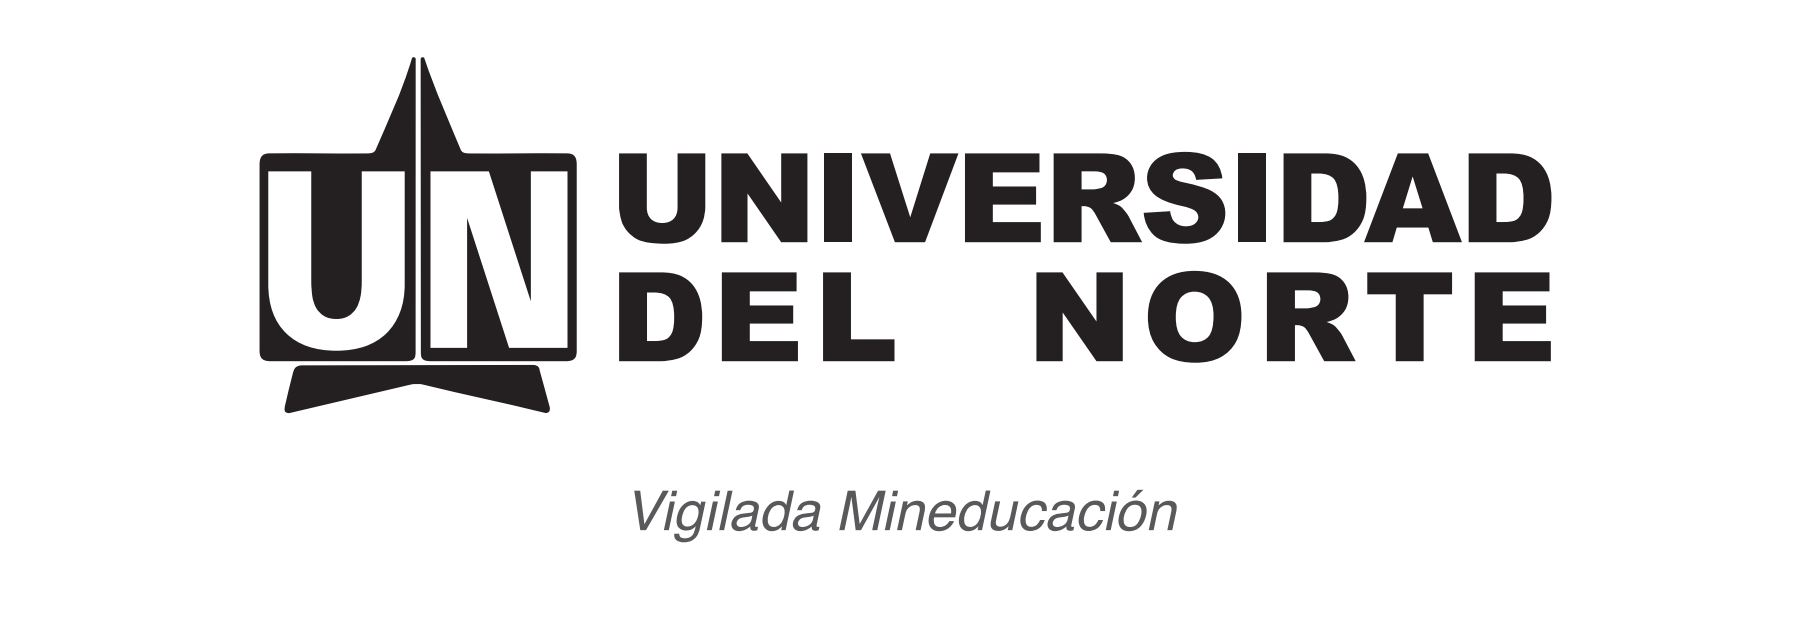 UN
UNIVERSIDAD
DEL NORTE
Vigilada Mineducación